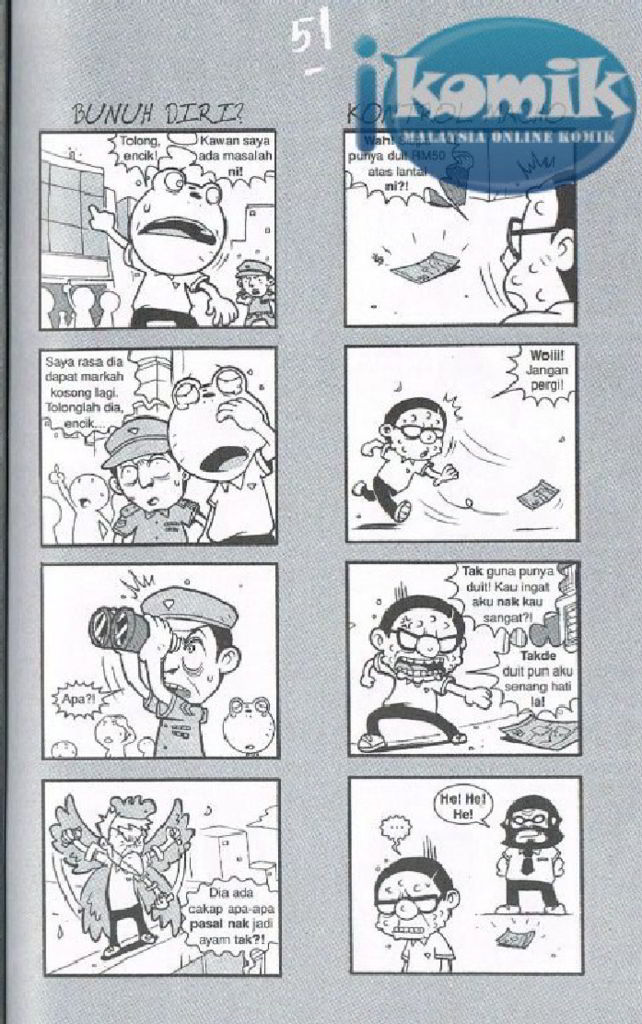 51
ikomik
MALAYSIA ONLINE KOMIK
BUNUH DIRI?
Tolong,
encik!
Kawan saya
ada masalah
ni!
Saya rasa dia
dapat markah
kosong lagi.
Tolonglah dia,
encik...
Apa?!
Dia ada
cakap apa-apa
pasal nak jadi
ayam tak?!
KONTROL
Wah!
punya duit RM50
atas lantai
ni?!
Woiii!
Jangan
pergi!
Tak guna punya
duit! Kau ingat
aku nak kau
sangat?!
Takde
duit pun aku
senang hati
la!
...
He! He!
He!